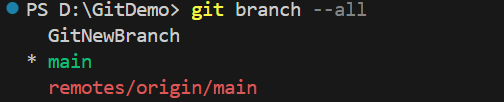 PS D:\GitDemo> git branch --all
  GitNewBranch
* main
  remotes/origin/main